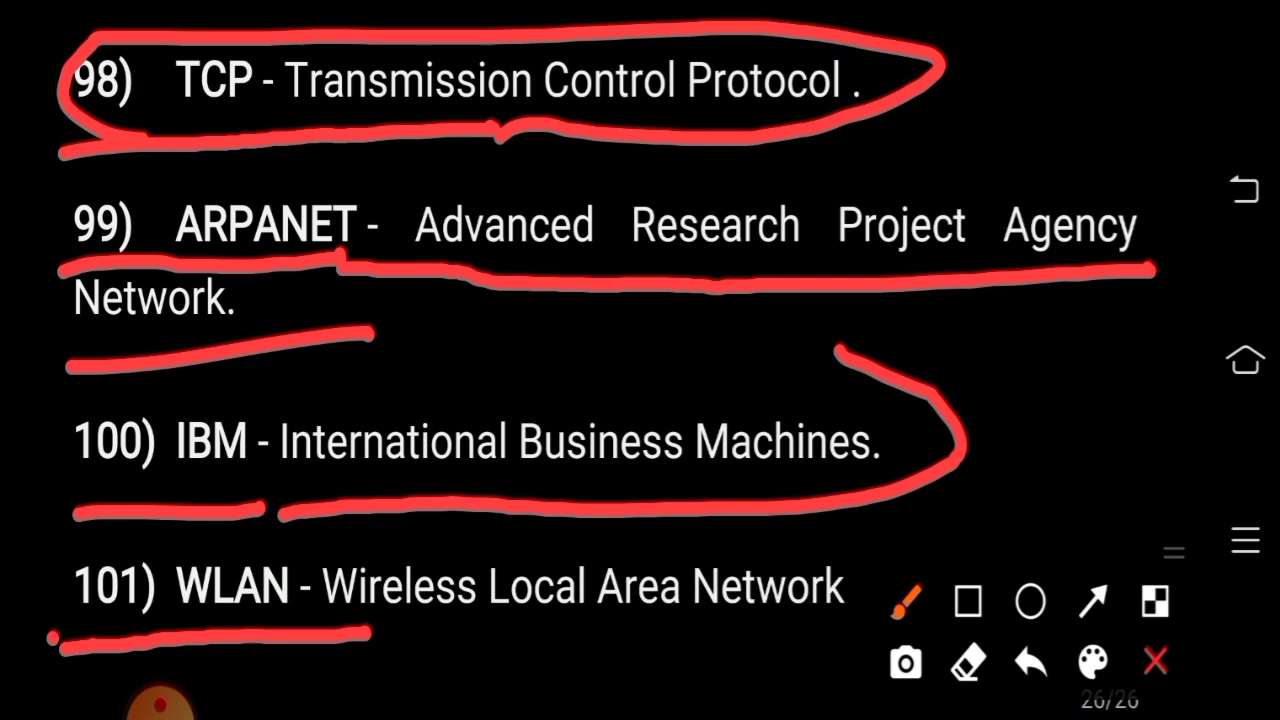 98) TCP - Transmission Control Protocol .
99) ARPANET - Advanced Research Project Agency
Network.
100) IBM - International Business Machines.
101) WLAN - Wireless Local Area Network
26/26